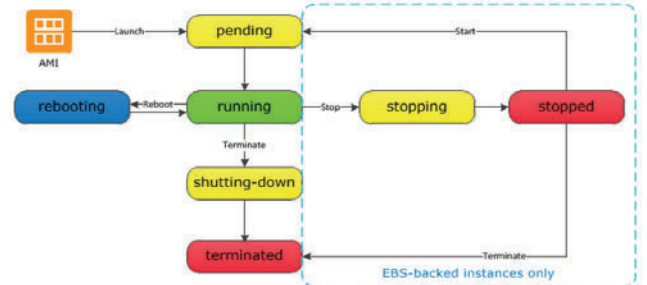 Launch
pending
Start
AMI
rebooting
Reboot
running
Stop
stopping
stopped
Terminate
shutting-down
terminated
Terminate
EBS-backed instances only